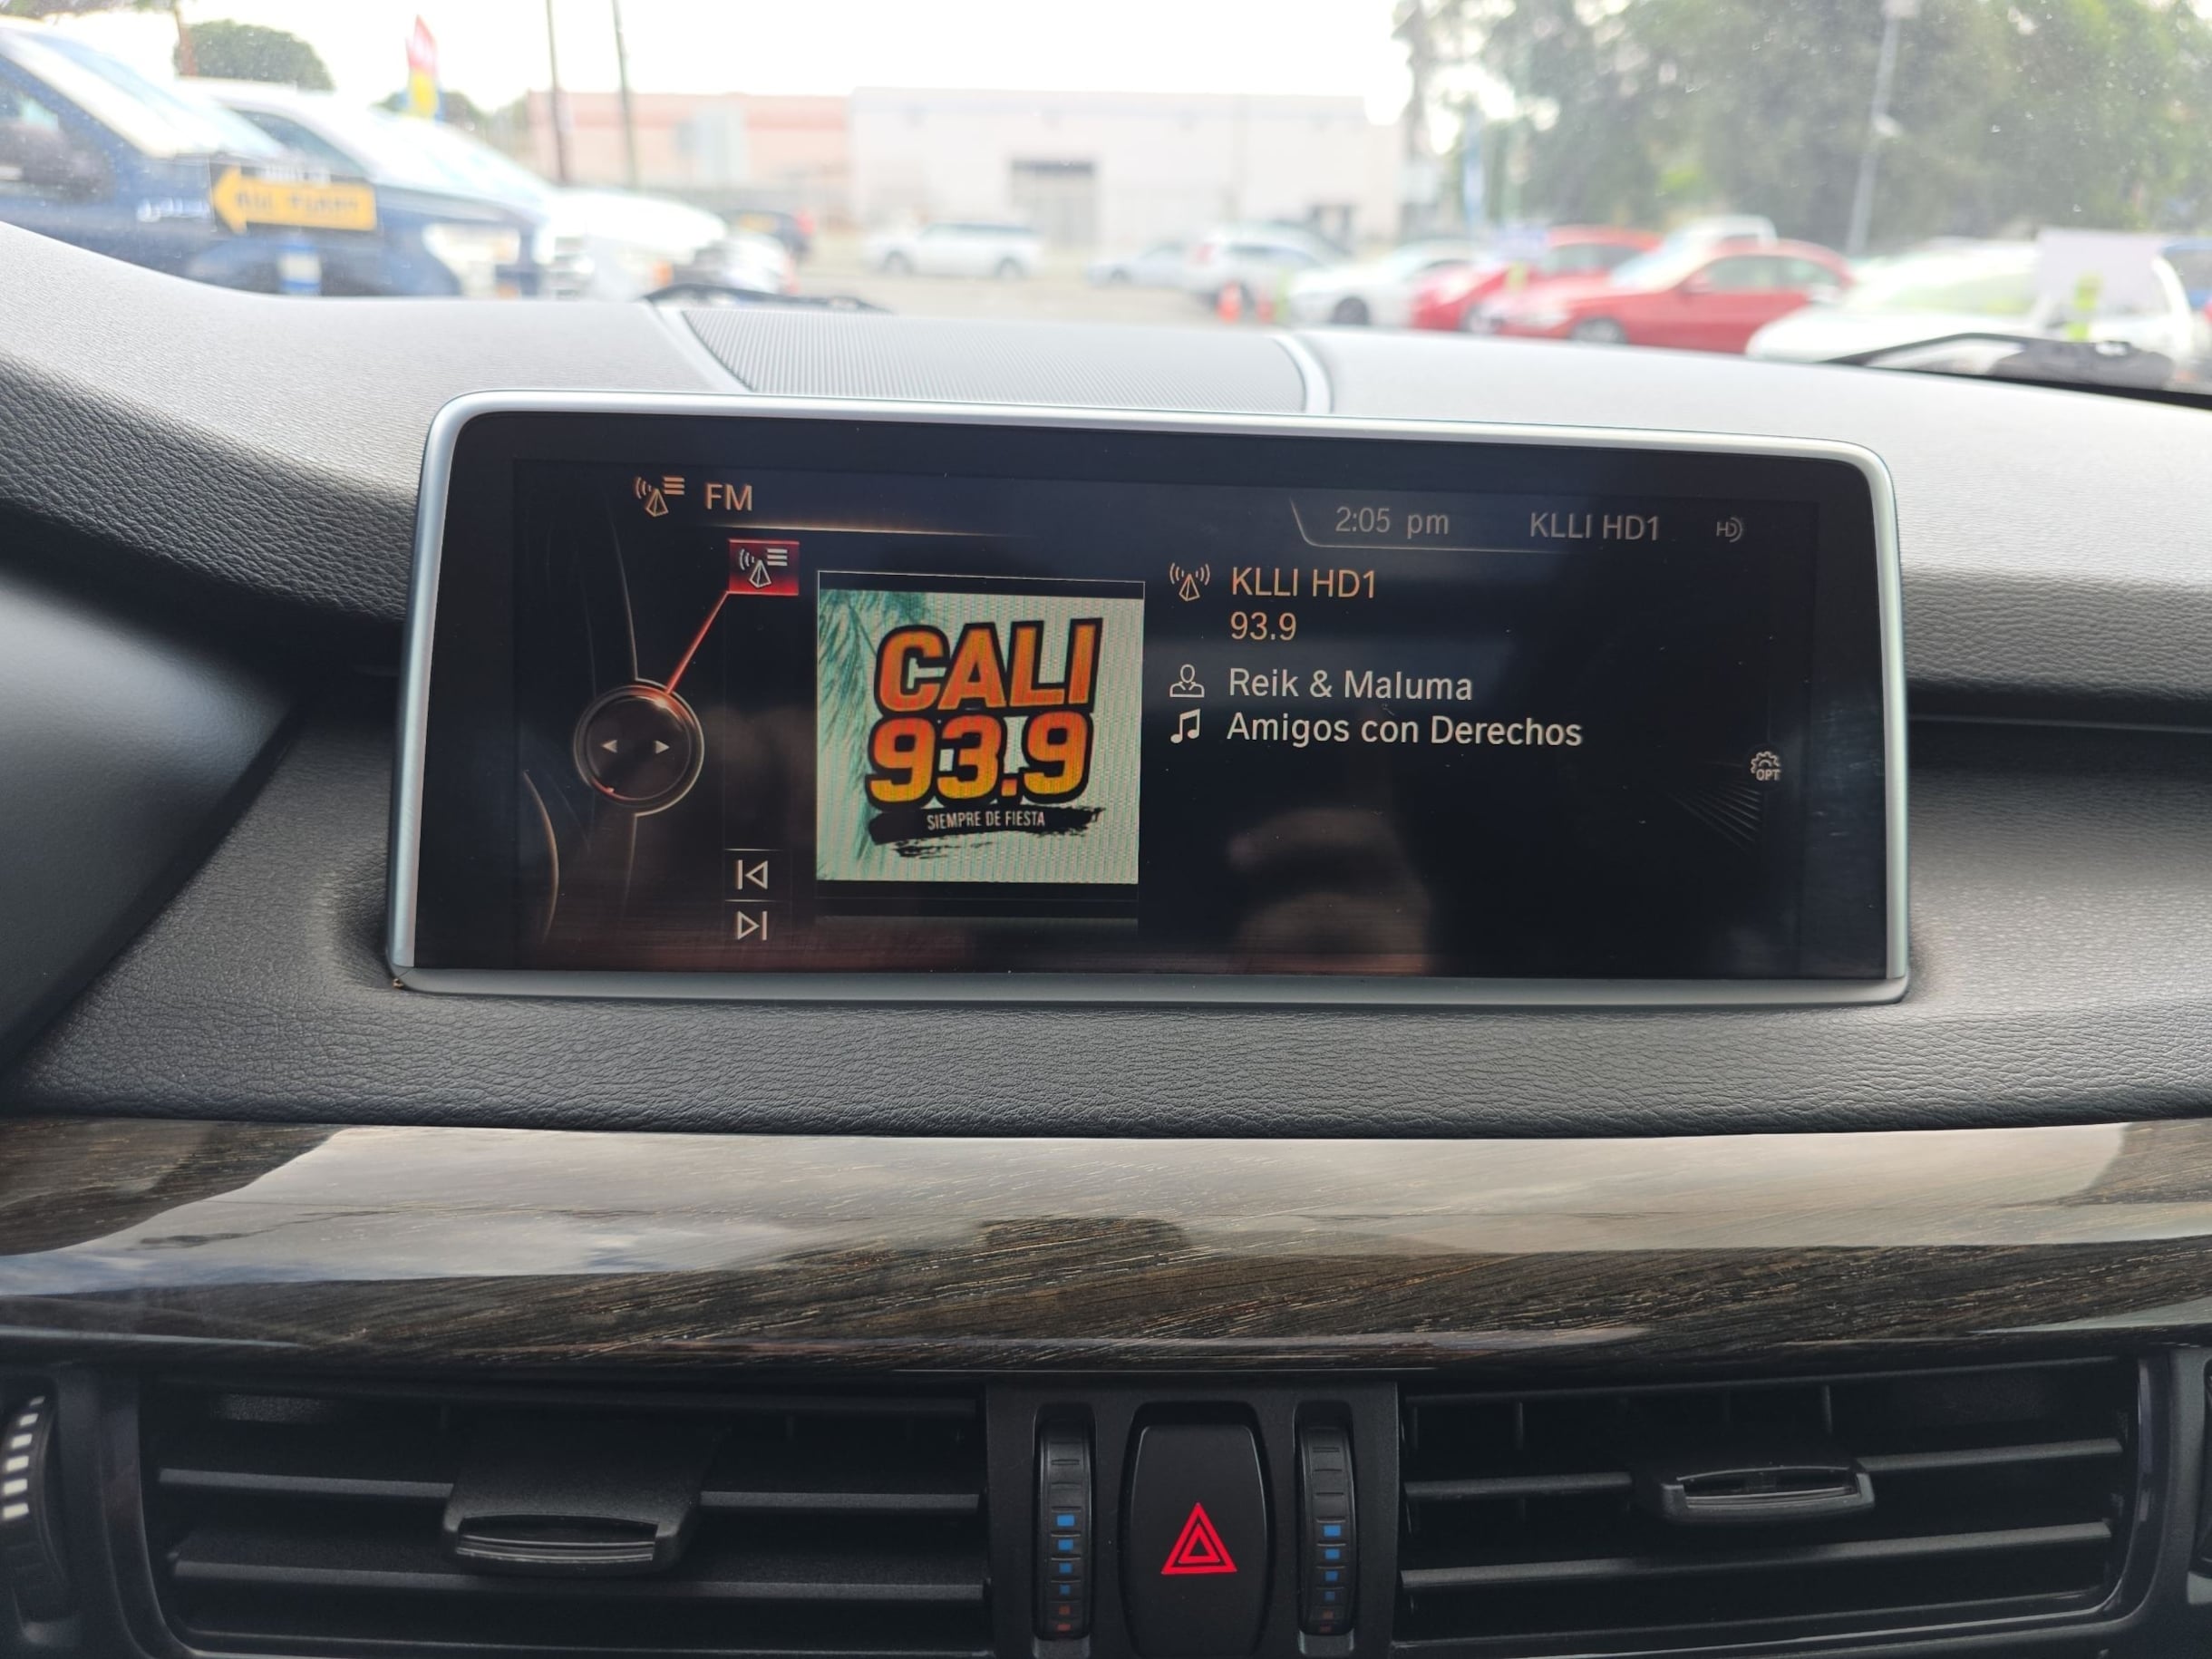 FM
2:05 pm KLLI HD1 HD
CALI
93.9
SIEMPRE DE FIESTA
KLLI HD1
93.9
Reik & Maluma
Amigos con Derechos
OPT